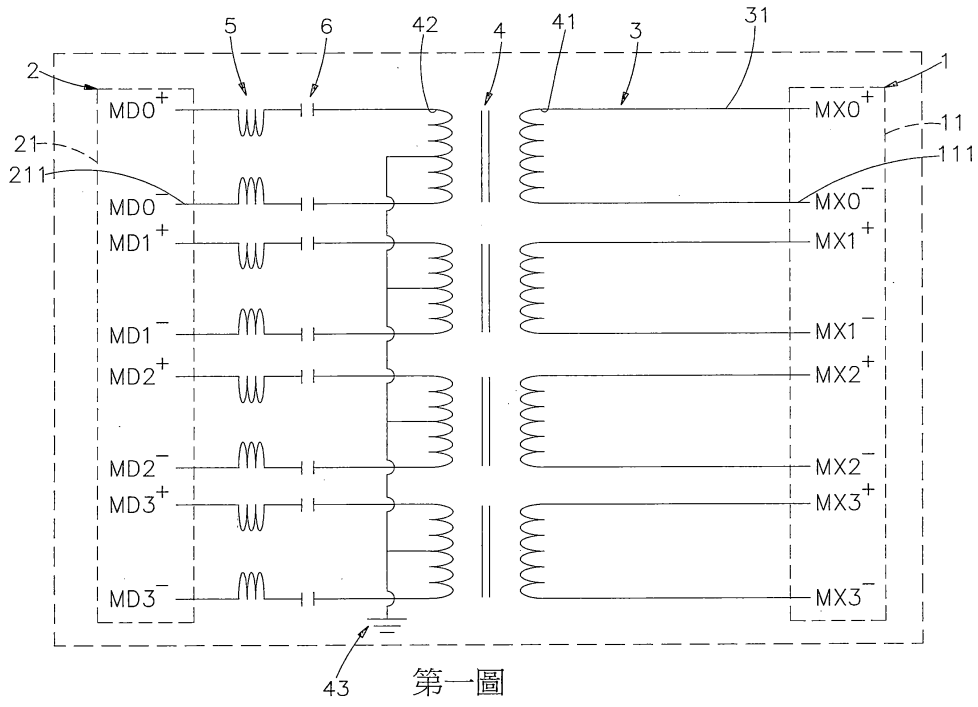 42 4 41
5 6 3 31
2 1
MD0+ MX0+
21 11
211 111
MD0- MX0-
MD1+ MX1+
MD1- MX1-
MD2+ MX2+
MD2- MX2-
MD3+ MX3+
MD3- MX3-
43
第一圖